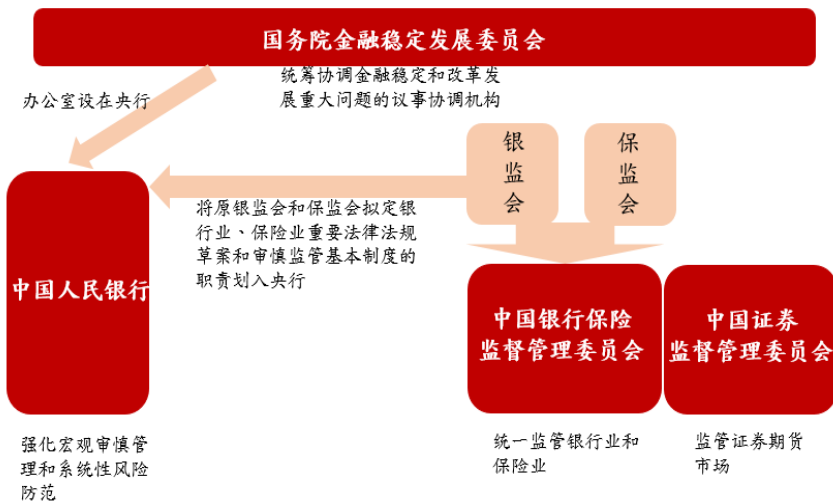 国务院金融稳定发展委员会
统筹协调金融稳定和改革发
展重大问题的议事协调机构
办公室设在央行
银
监
会
保
监
会
将原银监会和保监会拟定银
行业、保险业重要法律法规
草案和审慎监管基本制度的
职责划入央行
中国人民银行
中国银行保险
监督管理委员会
中国证券
监督管理委员会
强化宏观审慎管
理和系统性风险
防范
统一监管银行业和
保险业
监管证券期货
市场